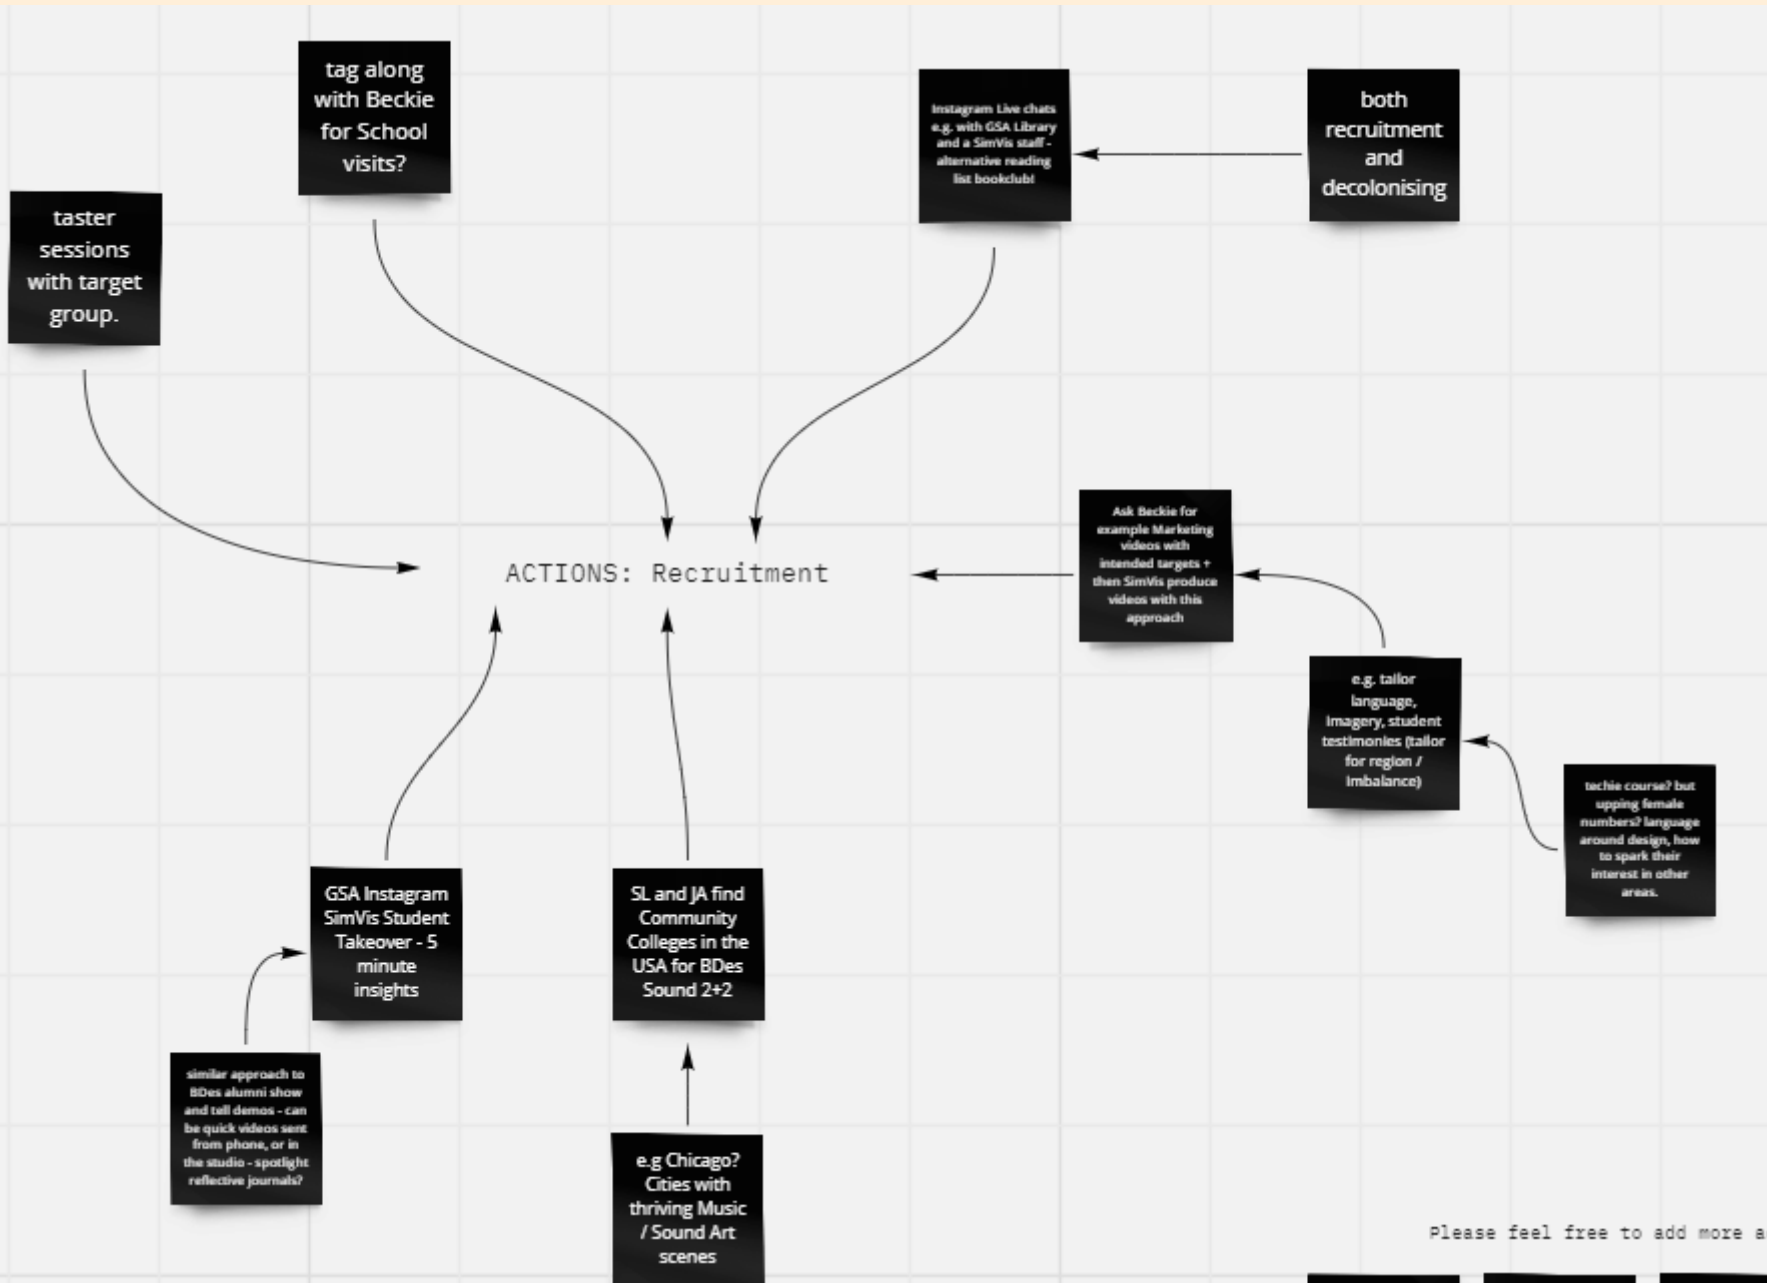 tag along
with Beckie
for School
visits?
Instagram Live chats
e.g. with GSA Library
and a SimVis staff -
alternative reading
list bookclub!
both
recruitment
and
decolonising
taster
sessions
with target
group.
Ask Beckie for
example Marketing
videos with
intended targets +
then SimVis produce
videos with this
approach
ACTIONS: Recruitment
e.g. tailor
language,
imagery, student
testimonies (tailor
for region /
imbalance)
techie course? but
upping female
numbers? language
around design, how
to spark their
interest in other
areas.
GSA Instagram
SimVis Student
Takeover - 5
minute
insights
SL and JA find
Community
Colleges in the
USA for BDes
Sound 2+2
similar approach to
BDes alumni show
and tell demos - can
be quick videos sent
from phone, or in
the studio - spotlight
reflective journals?
e.g Chicago?
Cities with
thriving Music
/ Sound Art
scenes
Please feel free to add more a